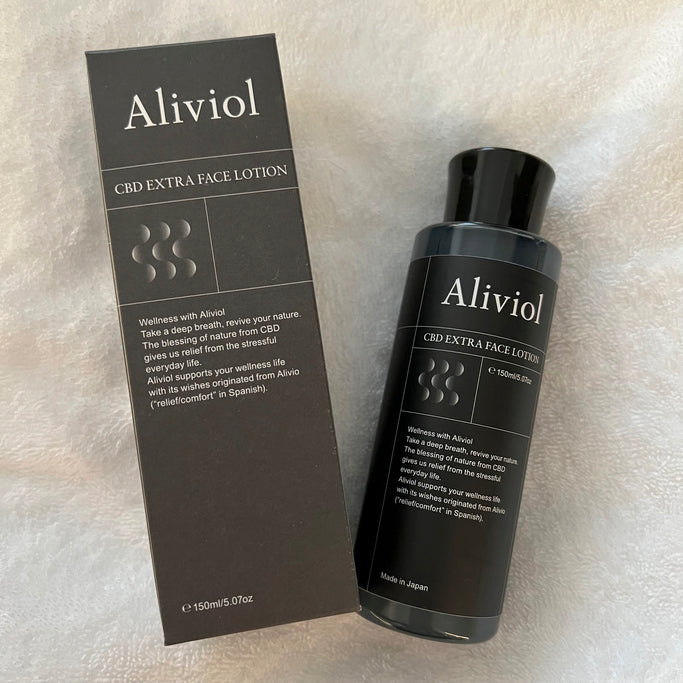 Aliviol
CBD EXTRA FACE LOTION
Wellness with Aliviol
Take a deep breath, revive your nature.
The blessing of nature from CBD
gives us relief from the stressful
everyday life.
Aliviol supports your wellness life
with its wishes originated from Alivio
("relief/comfort" in Spanish).
℮ 150ml/5.07oz
Aliviol
CBD EXTRA FACE LOTION
℮ 150ml/5.07oz
Wellness with Aliviol
Take a deep breath, revive your nature.
The blessing of nature from CBD
gives us relief from the stressful
everyday life.
Aliviol supports your wellness life
with its wishes originated from Alivio
("relief/comfort" in Spanish).
Made in Japan